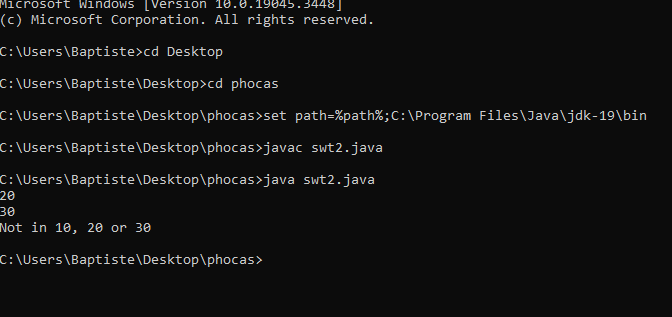 Microsoft Windows [Version 10.0.19045.3448]
(c) Microsoft Corporation. All rights reserved.
C:\Users\Baptiste>cd Desktop
C:\Users\Baptiste\Desktop>cd phocas
C:\Users\Baptiste\Desktop\phocas>set path=%path%;C:\Program Files\Java\jdk-19\bin
C:\Users\Baptiste\Desktop\phocas>javac swt2.java
C:\Users\Baptiste\Desktop\phocas>java swt2.java
20
30
Not in 10, 20 or 30
C:\Users\Baptiste\Desktop\phocas>